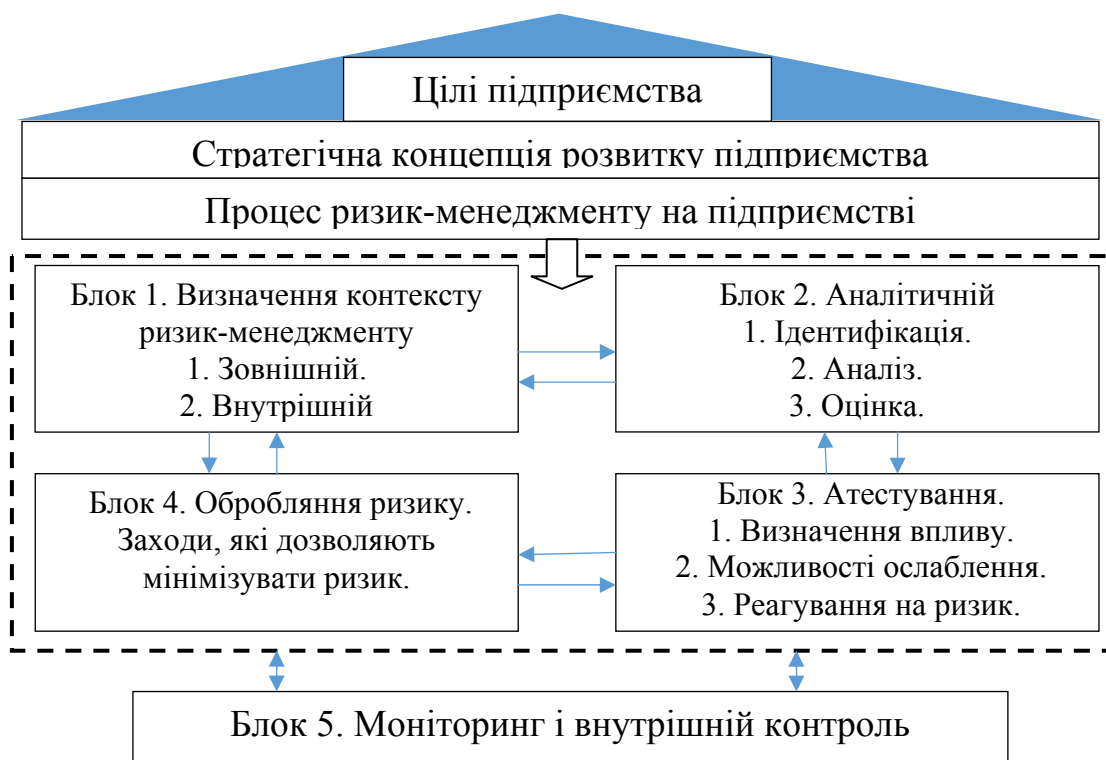 Цілі підприємства
Стратегічна концепція розвитку підприємства
Процес ризик-менеджменту на підприємстві
Блок 1. Визначення контексту
ризик-менеджменту
1. Зовнішній.
2. Внутрішній
Блок 2. Аналітичній
1. Ідентифікація.
2. Аналіз.
3. Оцінка.
Блок 4. Обробляння ризику.
Заходи, які дозволяють
мінімізувати ризик.
Блок 3. Атестування.
1. Визначення впливу.
2. Можливості ослаблення.
3. Реагування на ризик.
Блок 5. Моніторинг і внутрішній контроль